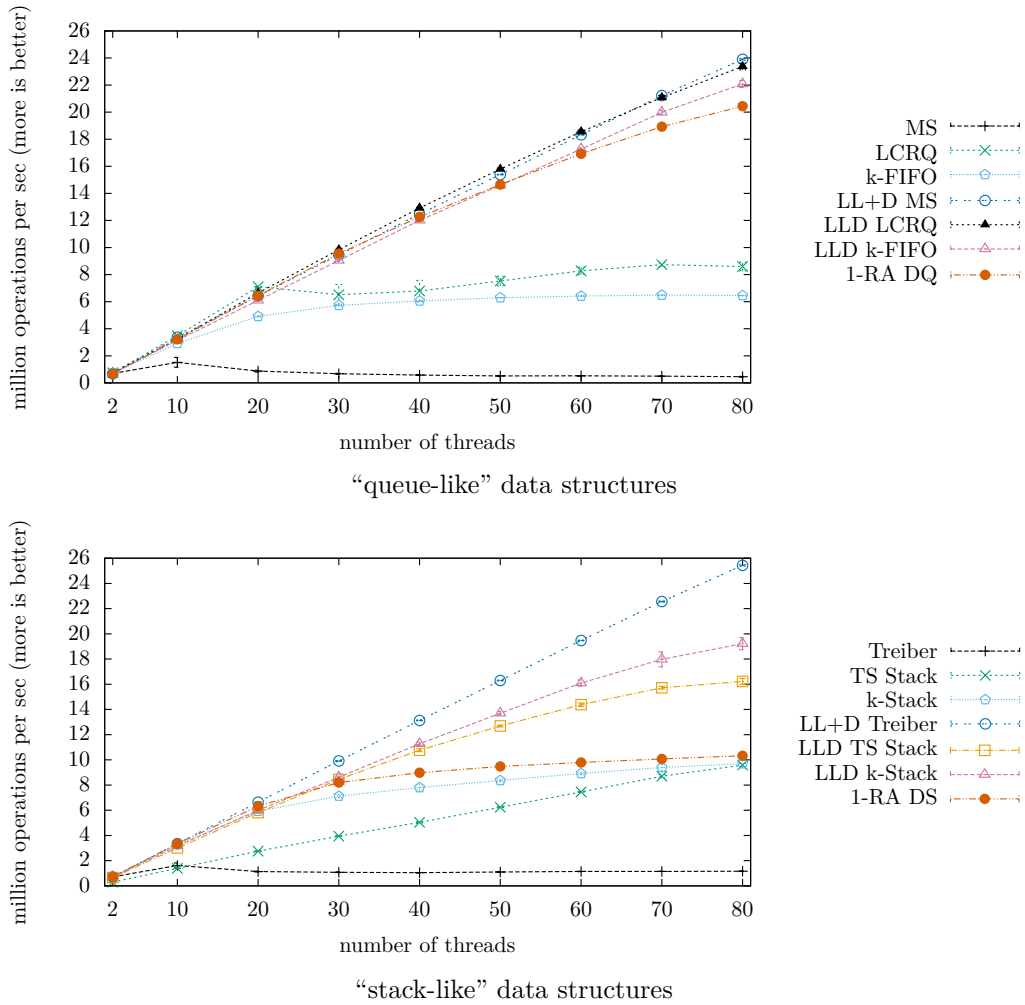 million operations per sec (more is better)
26
24
22
20
18
16
14
12
10
8
6
4
2
0
2 10 20 30 40 50 60 70 80
number of threads
MS
LCRQ
k-FIFO
LL+D MS
LLD LCRQ
LLD k-FIFO
1-RA DQ
“queue-like” data structures
million operations per sec (more is better)
26
24
22
20
18
16
14
12
10
8
6
4
2
0
2 10 20 30 40 50 60 70 80
number of threads
Treiber
TS Stack
k-Stack
LL+D Treiber
LLD TS Stack
LLD k-Stack
1-RA DS
“stack-like” data structures